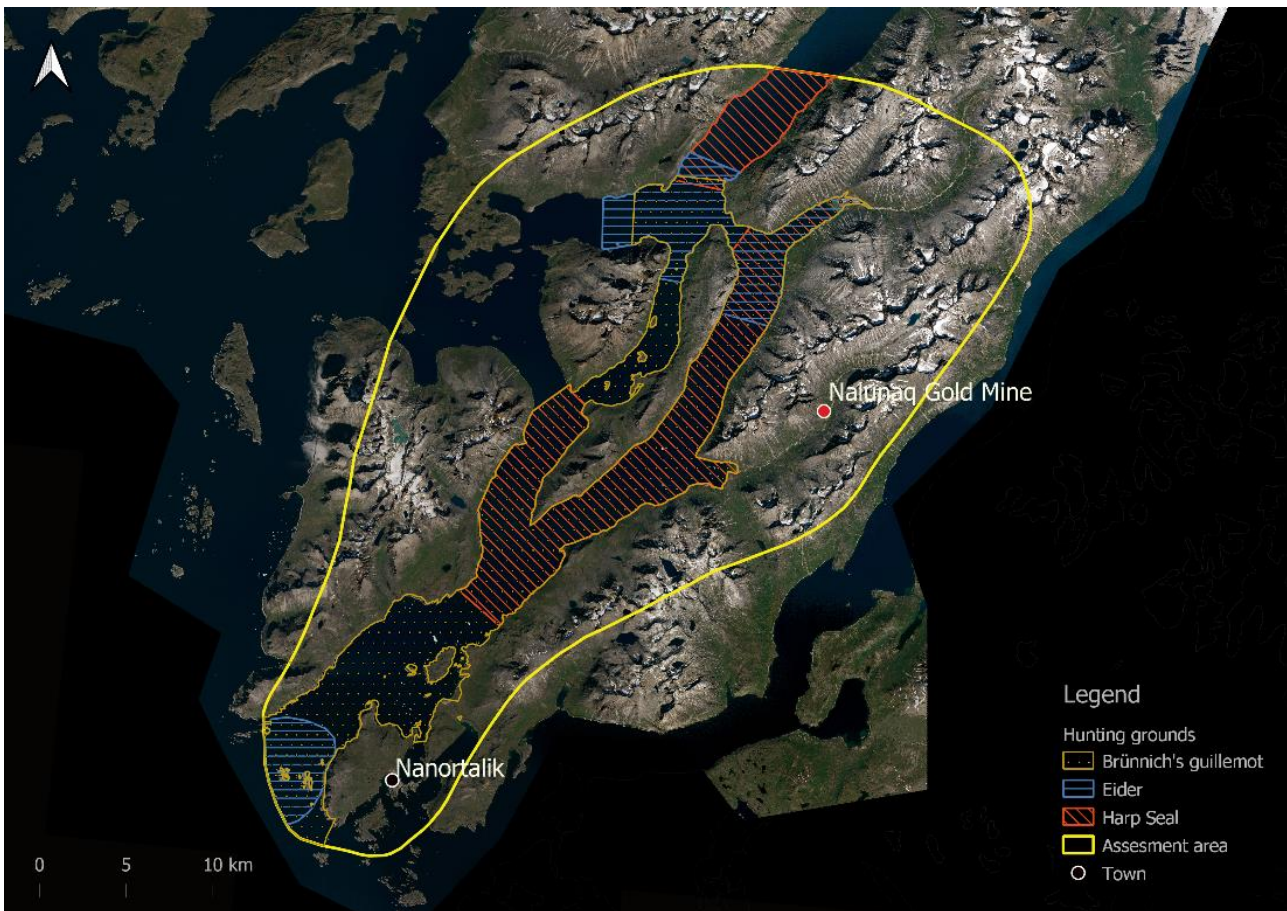 Nalunaq Gold Mine
Nanortalik
Legend
Hunting grounds
Brünnich's guillemot
Eider
Harp Seal
Assesment area
Town
0 5 10 km